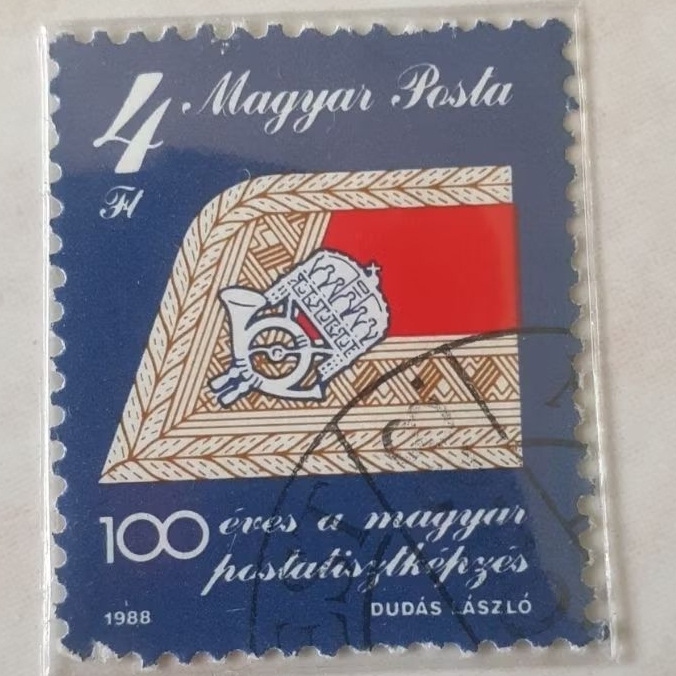 4 Magyar Posta
Ft
100 éves a magyar
postatisztképzés
1988 DUDÁS LÁSZLÓ